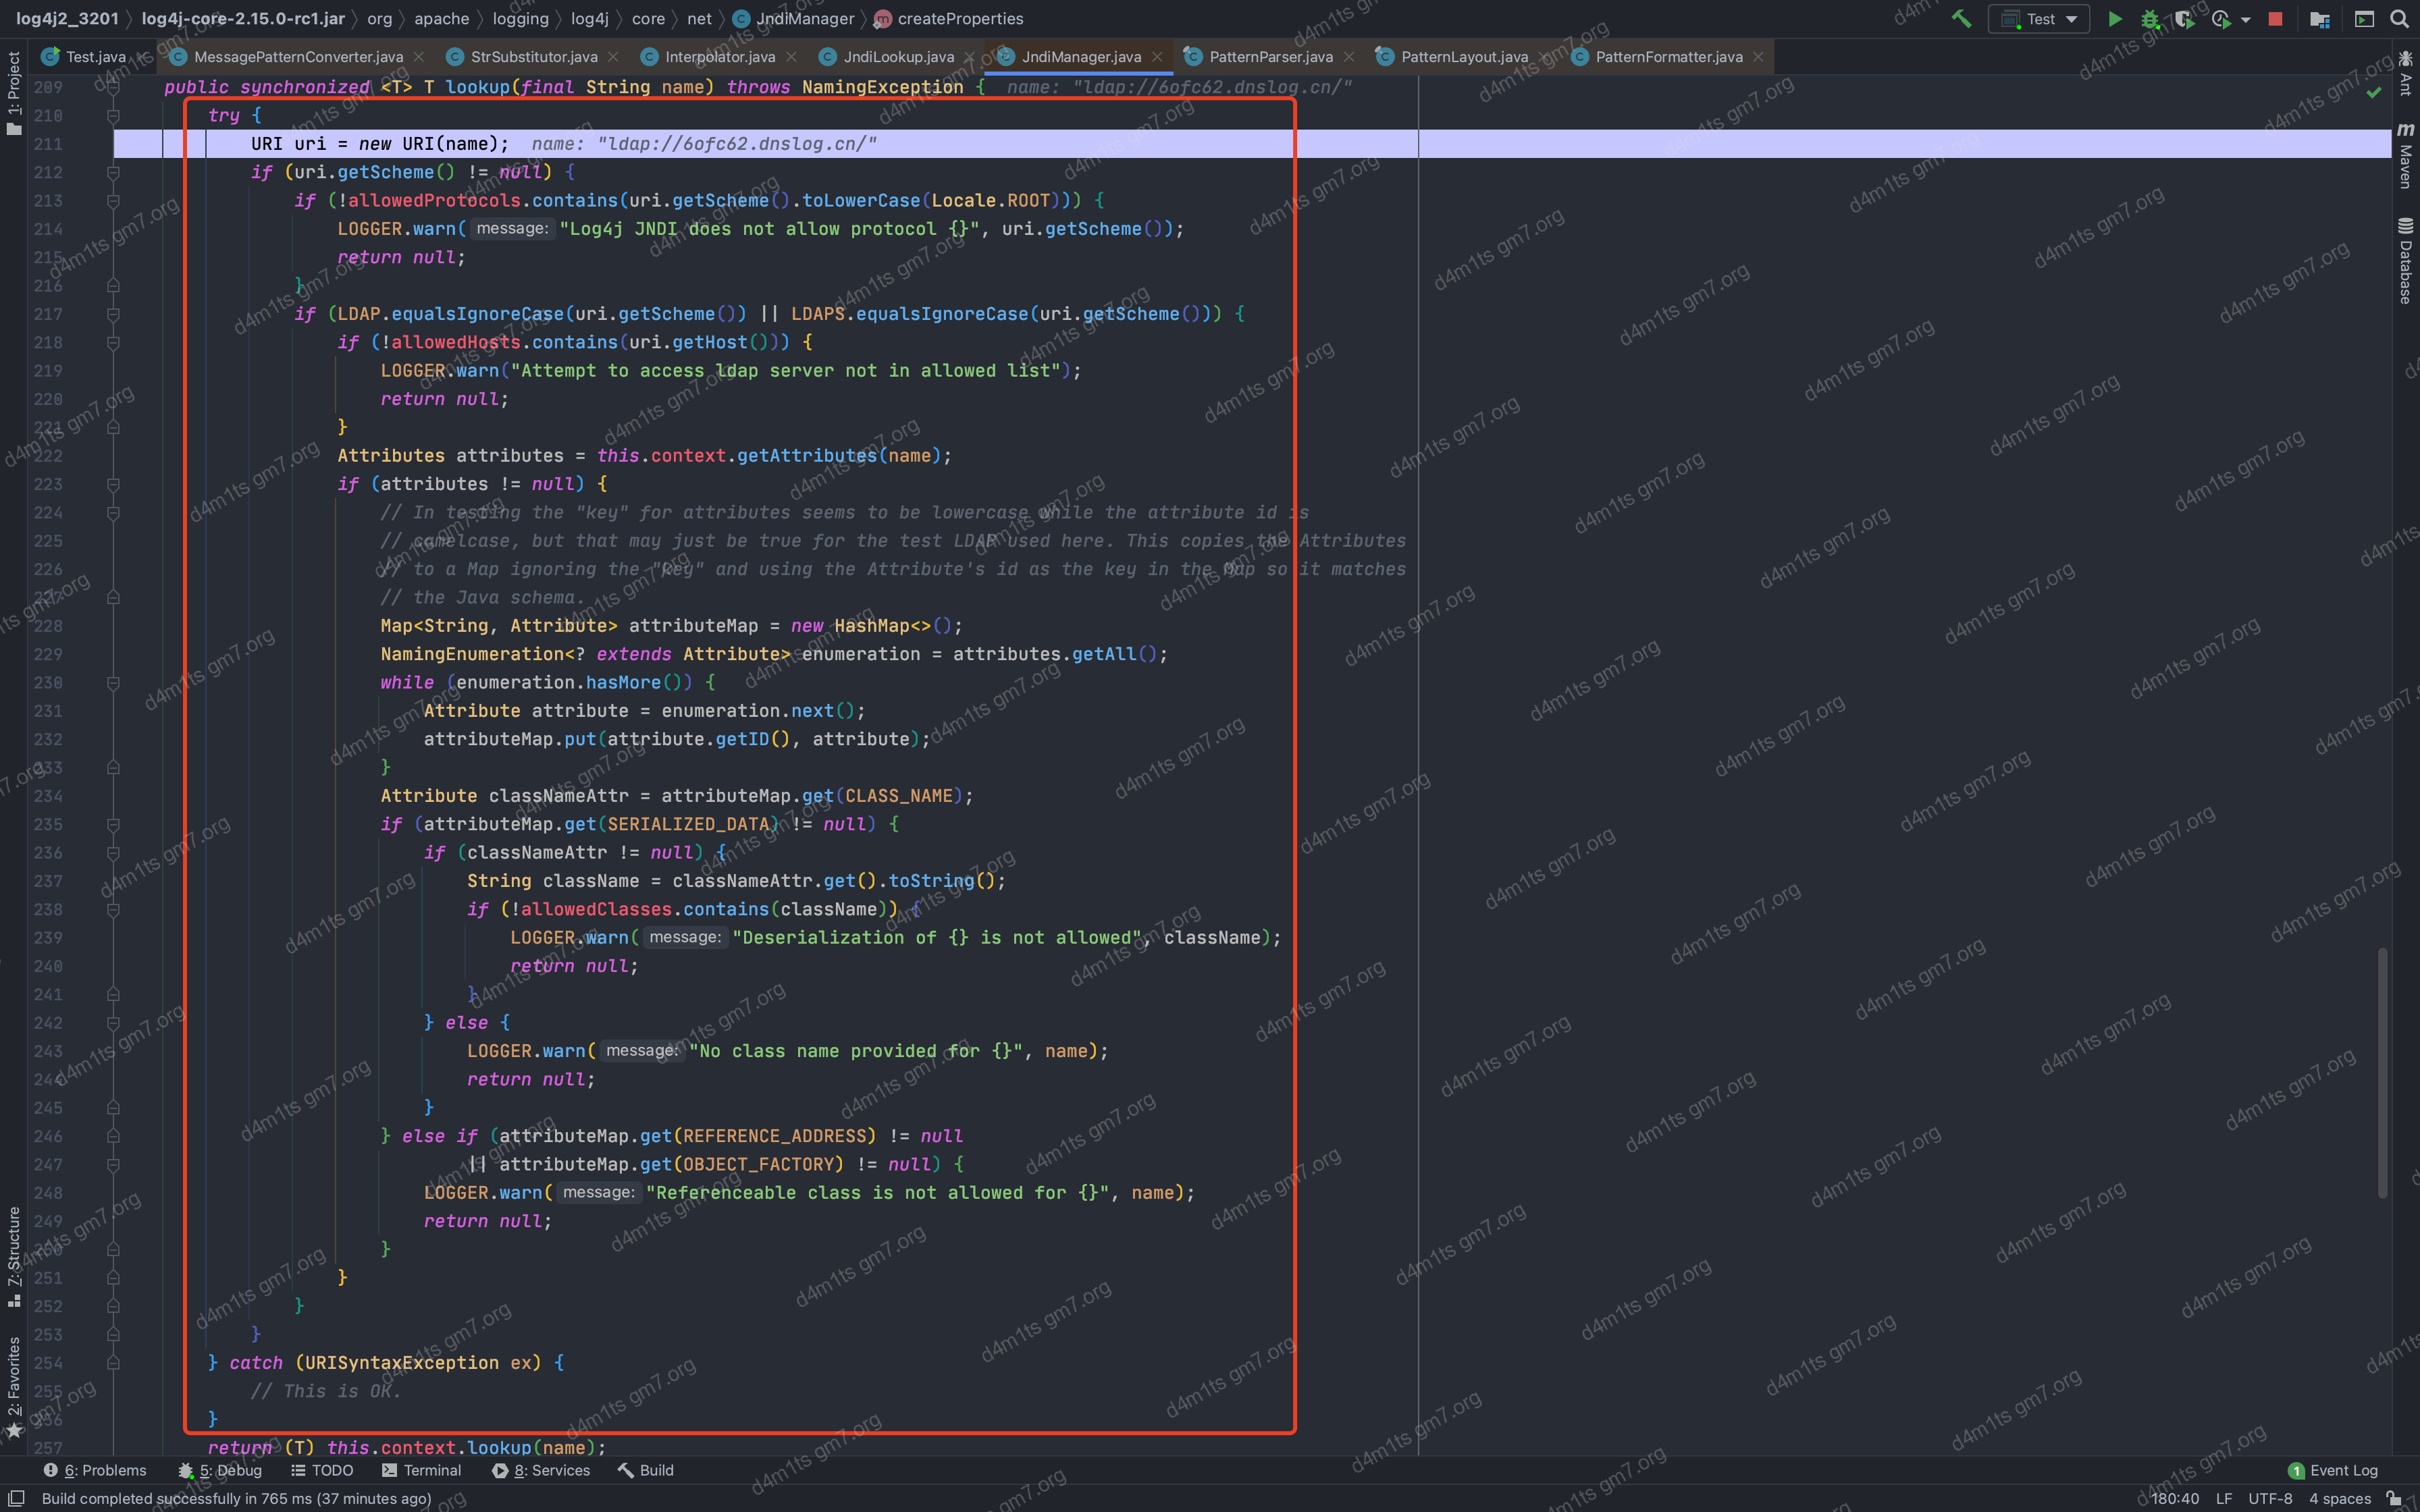 log4j2_3201 〉 log4j-core-2.15.0-rc1.jar 〉 org 〉 apache 〉 logging 〉 log4j 〉 core 〉 net 〉 JndiManager 〉 createProperties
Test
Test.java MessagePatternConverter.java StrSubstitutor.java Interpolator.java JndiLookup.java JndiManager.java PatternParser.java PatternLayout.java PatternFormatter.java
1: Project
7: Structure
2: Favorites
Ant
Maven
Database
209 public synchronized <T> T lookup(final String name) throws NamingException { name: "ldap://6ofc62.dnslog.cn/"
210 try {
211 URI uri = new URI(name); name: "ldap://6ofc62.dnslog.cn/"
212 if (uri.getScheme() != null) {
213 if (!allowedProtocols.contains(uri.getScheme().toLowerCase(Locale.ROOT))) {
214 LOGGER.warn( message: "Log4j JNDI does not allow protocol {}", uri.getScheme());
215 return null;
216 }
217 if (LDAP.equalsIgnoreCase(uri.getScheme()) || LDAPS.equalsIgnoreCase(uri.getScheme())) {
218 if (!allowedHosts.contains(uri.getHost())) {
219 LOGGER.warn("Attempt to access ldap server not in allowed list");
220 return null;
221 }
222 Attributes attributes = this.context.getAttributes(name);
223 if (attributes != null) {
224 // In testing the "key" for attributes seems to be lowercase while the attribute id is
225 // camelcase, but that may just be true for the test LDAP used here. This copies the Attributes
226 // to a Map ignoring the "key" and using the Attribute's id as the key in the Map so it matches
227 // the Java schema.
228 Map<String, Attribute> attributeMap = new HashMap<>();
229 NamingEnumeration<? extends Attribute> enumeration = attributes.getAll();
230 while (enumeration.hasMore()) {
231 Attribute attribute = enumeration.next();
232 attributeMap.put(attribute.getID(), attribute);
233 }
234 Attribute classNameAttr = attributeMap.get(CLASS_NAME);
235 if (attributeMap.get(SERIALIZED_DATA) != null) {
236 if (classNameAttr != null) {
237 String className = classNameAttr.get().toString();
238 if (!allowedClasses.contains(className)) {
239 LOGGER.warn( message: "Deserialization of {} is not allowed", className);
240 return null;
241 }
242 } else {
243 LOGGER.warn( message: "No class name provided for {}", name);
244 return null;
245 }
246 } else if (attributeMap.get(REFERENCE_ADDRESS) != null
247 || attributeMap.get(OBJECT_FACTORY) != null) {
248 LOGGER.warn( message: "Referenceable class is not allowed for {}", name);
249 return null;
250 }
251 }
252 }
253 }
254 } catch (URISyntaxException ex) {
255 // This is OK.
256 }
257 return (T) this.context.lookup(name);
6: Problems 5: Debug TODO Terminal 8: Services Build 1 Event Log
Build completed successfully in 765 ms (37 minutes ago) 180:40 LF UTF-8 4 spaces
d4m1ts gm7.org